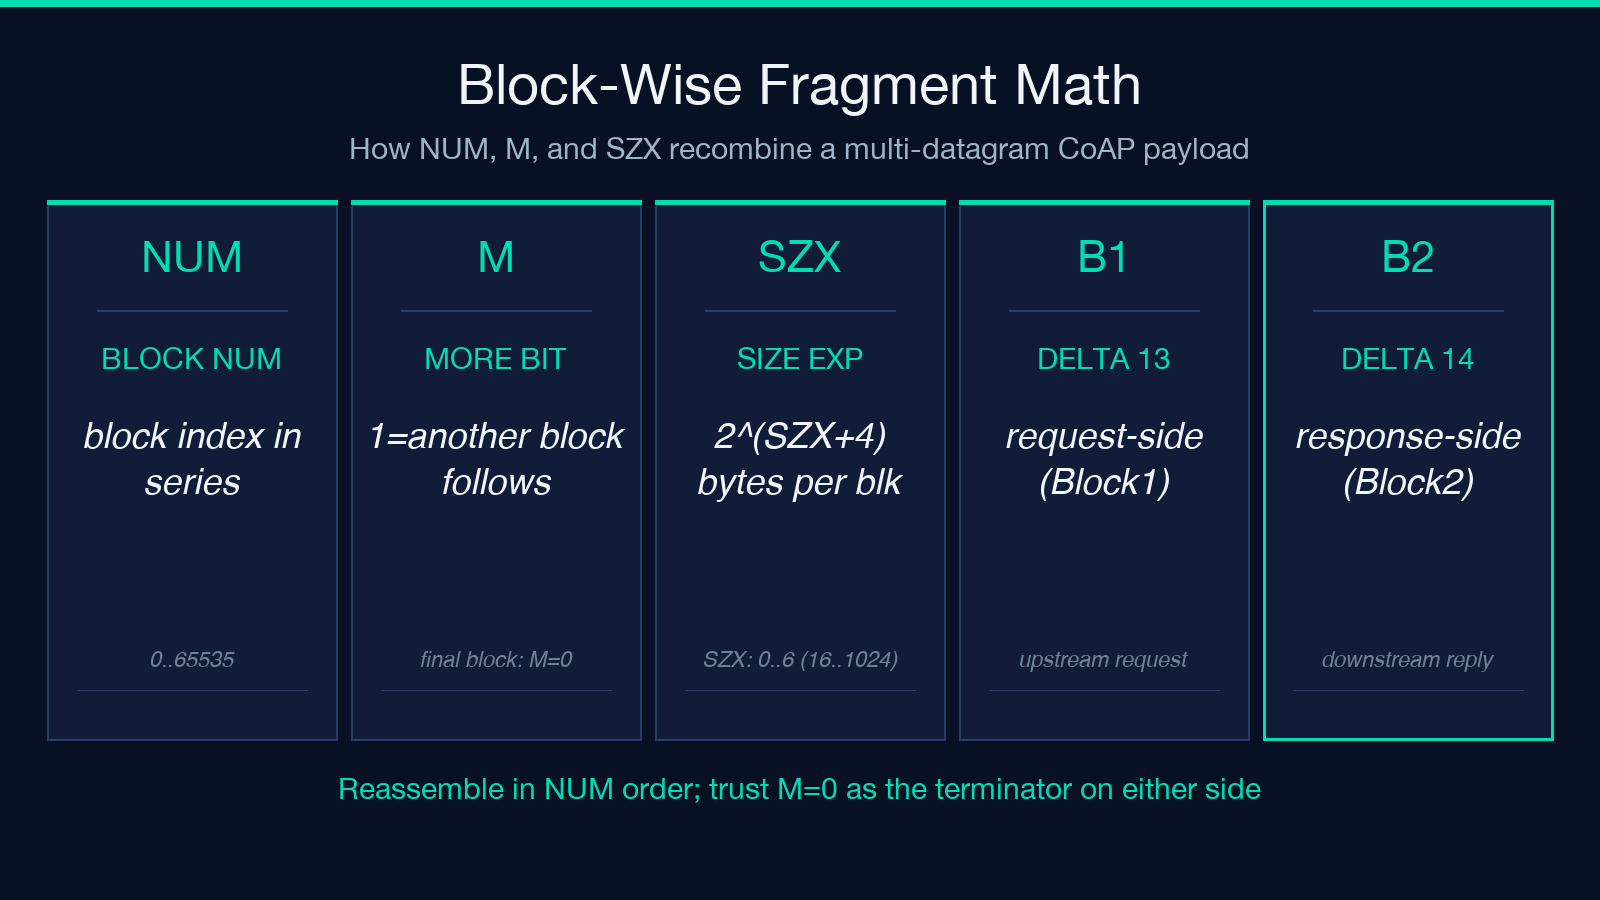 Block-Wise Fragment Math
How NUM, M, and SZX recombine a multi-datagram CoAP payload
NUM
BLOCK NUM
block index in
series
0..65535
M
MORE BIT
1=another block
follows
final block: M=0
SZX
SIZE EXP
2^(SZX+4)
bytes per blk
SZX: 0..6 (16..1024)
B1
DELTA 13
request-side
(Block1)
upstream request
B2
DELTA 14
response-side
(Block2)
downstream reply
Reassemble in NUM order; trust M=0 as the terminator on either side